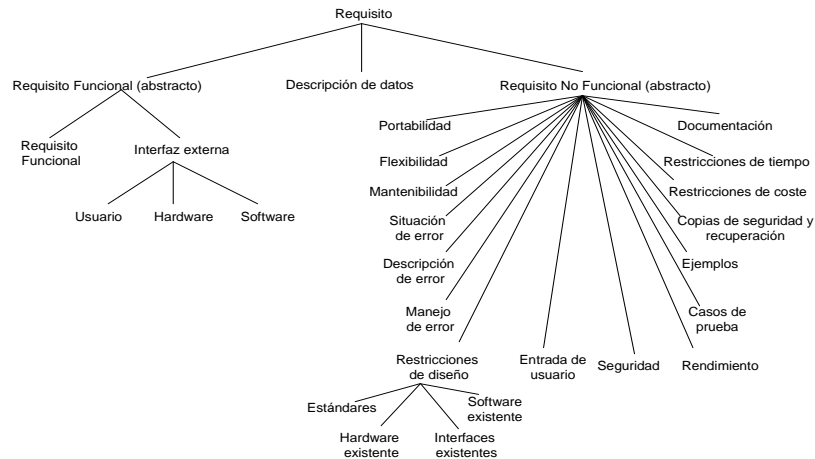 Requisito
Requisito Funcional (abstracto)
Descripción de datos
Requisito No Funcional (abstracto)
Requisito
Funcional
Interfaz externa
Usuario
Hardware
Software
Portabilidad
Flexibilidad
Mantenibilidad
Situación
de error
Descripción
de error
Manejo
de error
Restricciones
de diseño
Estándares
Hardware
existente
Interfaces
existentes
Software
existente
Entrada de
usuario
Seguridad
Rendimiento
Casos de
prueba
Ejemplos
Copias de seguridad y
recuperación
Restricciones de coste
Restricciones de tiempo
Documentación